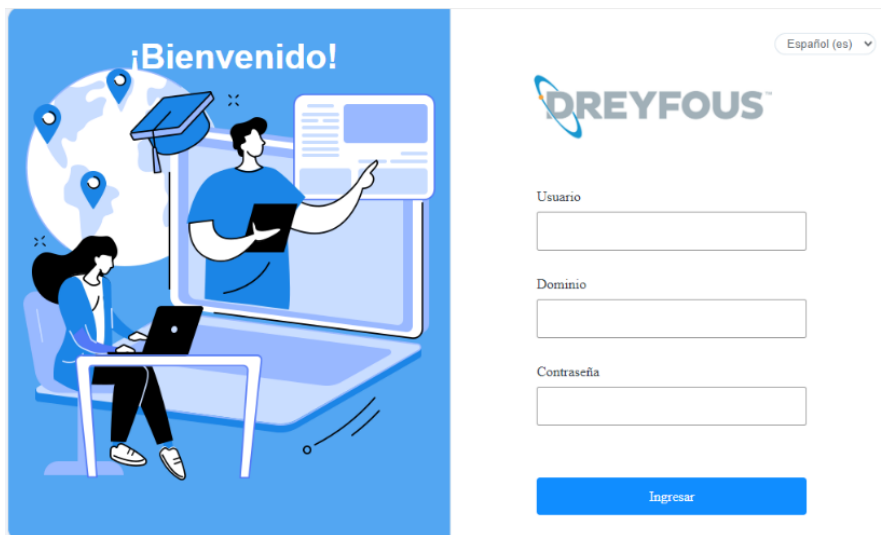 ¡Bienvenido!
Español (es)
DREYFOUS™
Usuario
Dominio
Contraseña
Ingresar